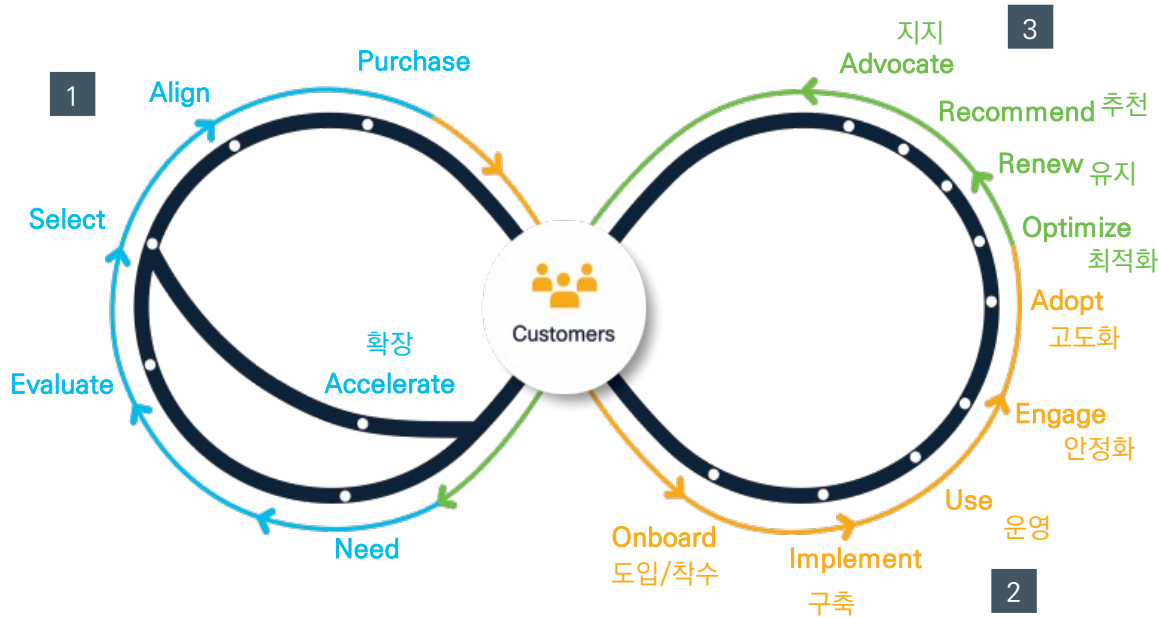 1
Need
Evaluate
Select
Align
Purchase
확장
Accelerate
Customers
2
Onboard
도입/착수
Implement
구축
Use
운영
Engage
안정화
Adopt
고도화
3
Optimize
최적화
Renew 유지
Recommend 추천
지지
Advocate